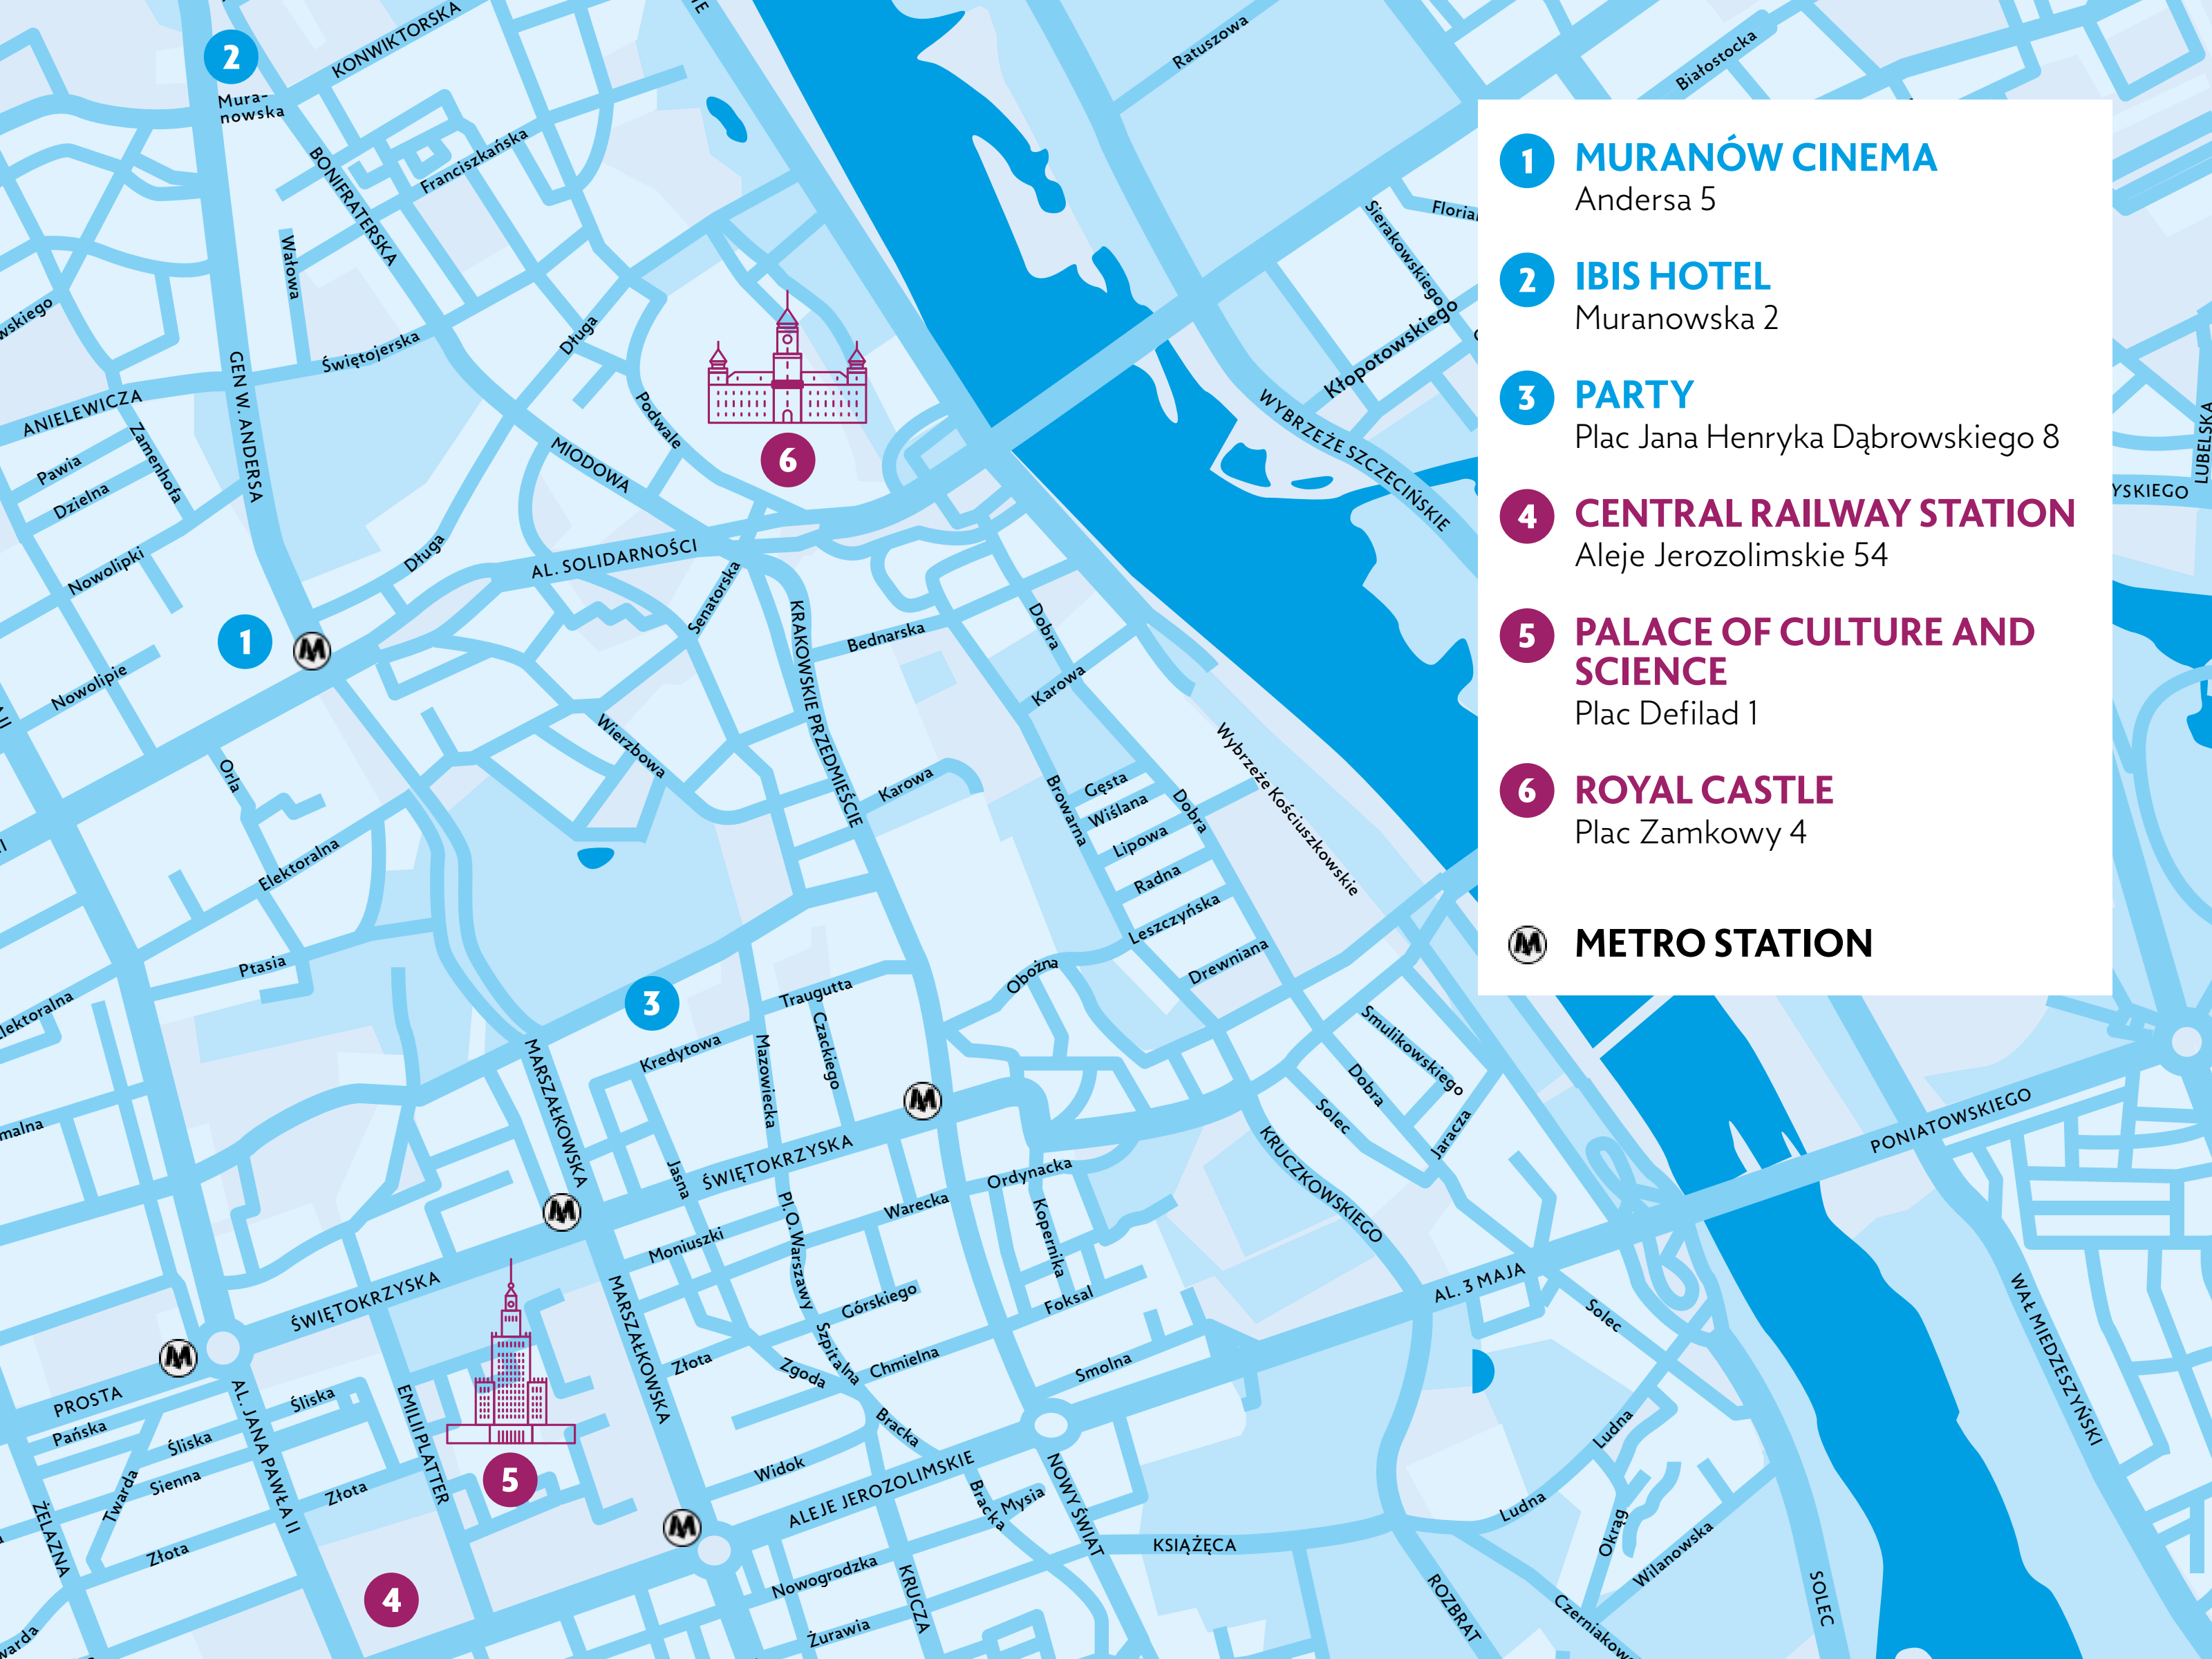 KONWIKTORSKA
Ratuszowa
Białostocka
2
Mura-
nowska
Franciszkańska
BONIFRATERSKA
Wałowa
Świętojerska
Długa
GEN W. ANDERSA
ANIELEWICZA
Zamenhofa
Pawia
Dzielna
Nowolipki
Nowolipie
Podwale
MIODOWA
6
Długa
AL. SOLIDARNOŚCI
Senatorska
KRAKOWSKIE PRZEDMIEŚCIE
Bednarska
Dobra
Karowa
Sierakowskiego
Kłopotowskiego
WYBRZEŻE SZCZECIŃSKIE
LUBELSKA
1 MURANÓW CINEMA
Andersa 5
2 IBIS HOTEL
Muranowska 2
3 PARTY
Plac Jana Henryka Dąbrowskiego 8
4 CENTRAL RAILWAY STATION
Aleje Jerozolimskie 54
5 PALACE OF CULTURE AND
SCIENCE
Plac Defilad 1
6 ROYAL CASTLE
Plac Zamkowy 4
M METRO STATION
1
M
Orla
Wierzbowa
Karowa
Elektoralna
Ptasia
Browarna
Gęsta
Wiślana
Lipowa
Radna
Leszczyńska
Drewniana
Dobra
Wybrzeże Kościuszkowskie
3
Traugutta
Czackiego
Kredytowa
Mazowiecka
Oboźna
M
MARSZAŁKOWSKA
Jasna
ŚWIĘTOKRZYSKA
Smulikowskiego
Dobra
Solec
Jaracza
KRUCZKOWSKIEGO
PONIATOWSKIEGO
M
Moniuszki
Pl.O.Warszawy
Warecka
Ordynacka
Kopernika
Górskiego
Foksal
AL. 3 MAJA
Solec
WAŁ MIEDZESZYŃSKI
ŚWIĘTOKRZYSKA
MARSZAŁKOWSKA
M
PROSTA
Pańska
Śliska
Śliska
Sienna
Twarda
Złota
Złota
ŻELAZNA
AL. JANA PAWŁA II
EMILII PLATTER
5
4
Złota
Zgoda
Szpitalna
Chmielna
Smolna
Bracka
Widok
ALEJE JEROZOLIMSKIE
M
Bracka
Mysia
NOWY ŚWIAT
Nowogrodzka
KRUCZA
Żurawia
KSIĄŻĘCA
ROZBRAT
Ludna
Ludna
Okrąg
Wilanowska
SOLEC